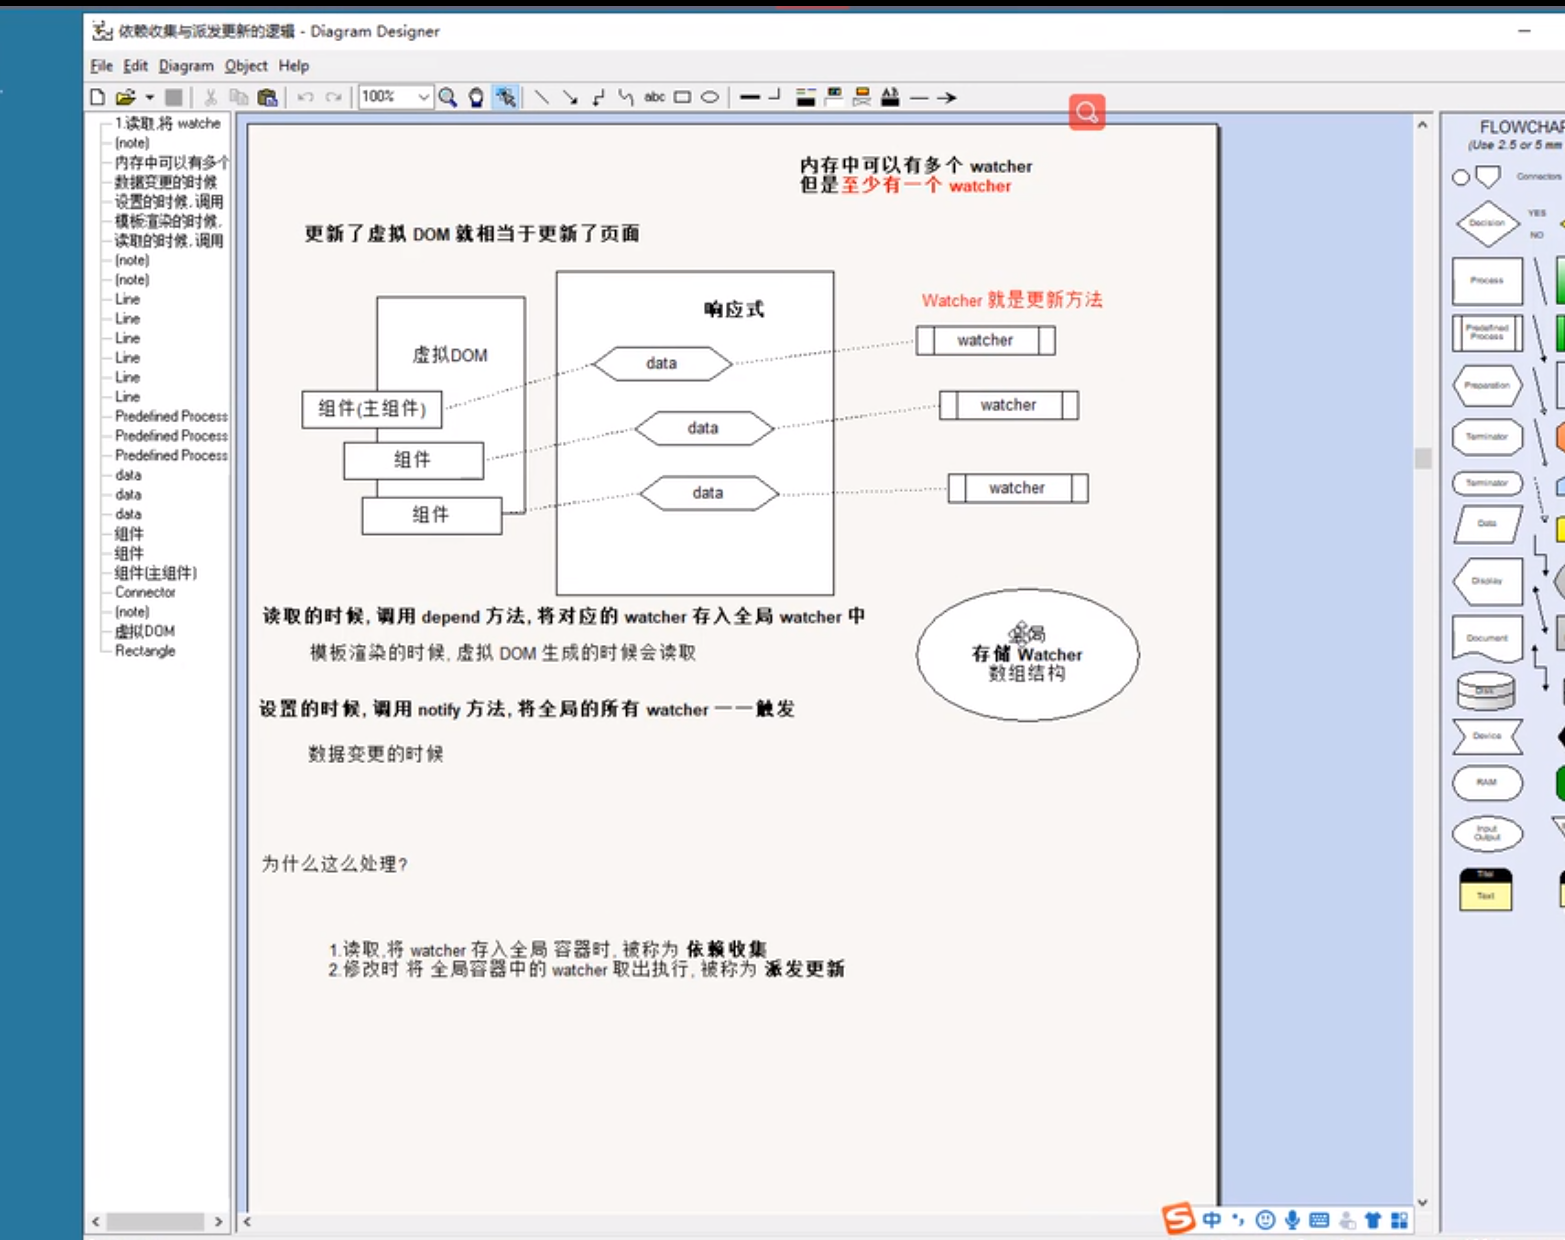 依赖收集与派发更新的逻辑 - Diagram Designer
File Edit Diagram Object Help
100%
abc
1.读取,将 watche
(note)
内存中可以有多个
数据变更的时候
设置的时候,调用
模板渲染的时候,
读取的时候,调用
(note)
(note)
Line
Line
Line
Line
Line
Line
Predefined Process
Predefined Process
Predefined Process
data
data
data
组件
组件
组件(主组件)
Connector
(note)
虚拟DOM
Rectangle
内存中可以有多个 watcher
但是至少有一个 watcher
更新了虚拟 DOM 就相当于更新了页面
响应式
Watcher 就是更新方法
虚拟DOM
data
watcher
组件(主组件)
data
watcher
组件
data
watcher
组件
读取的时候, 调用 depend 方法, 将对应的 watcher 存入全局 watcher 中
模板渲染的时候, 虚拟 DOM 生成的时候会读取
全局
存储 Watcher
数组结构
设置的时候, 调用 notify 方法, 将全局的所有 watcher 一一触发
数据变更的时候
为什么这么处理?
1.读取,将 watcher 存入全局 容器时, 被称为 依赖收集
2.修改时 将 全局容器中的 watcher 取出执行, 被称为 派发更新
FLOWCHAR
(Use 2.5 or 5 mm
Connectors
Decision
YES
NO
Process
Predefined
Process
Preparation
Terminator
Terminator
Data
Display
Document
Disk
Device
RAM
Input
Output
Title
Text
中